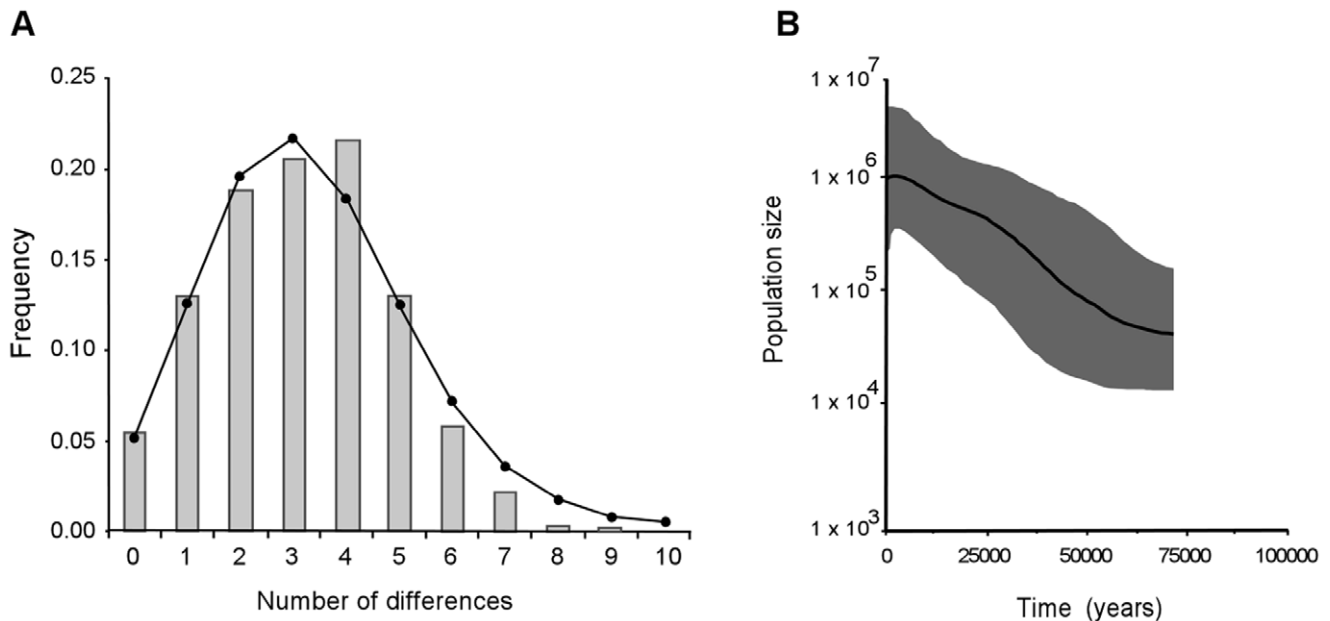 A
B
0.25
0.20
0.15
0.10
0.05
0.00
Frequency
0 1 2 3 4 5 6 7 8 9 10
Number of differences
1 x 10^7
1 x 10^6
1 x 10^5
1 x 10^4
1 x 10^3
Population size
0 25000 50000 75000 100000
Time (years)